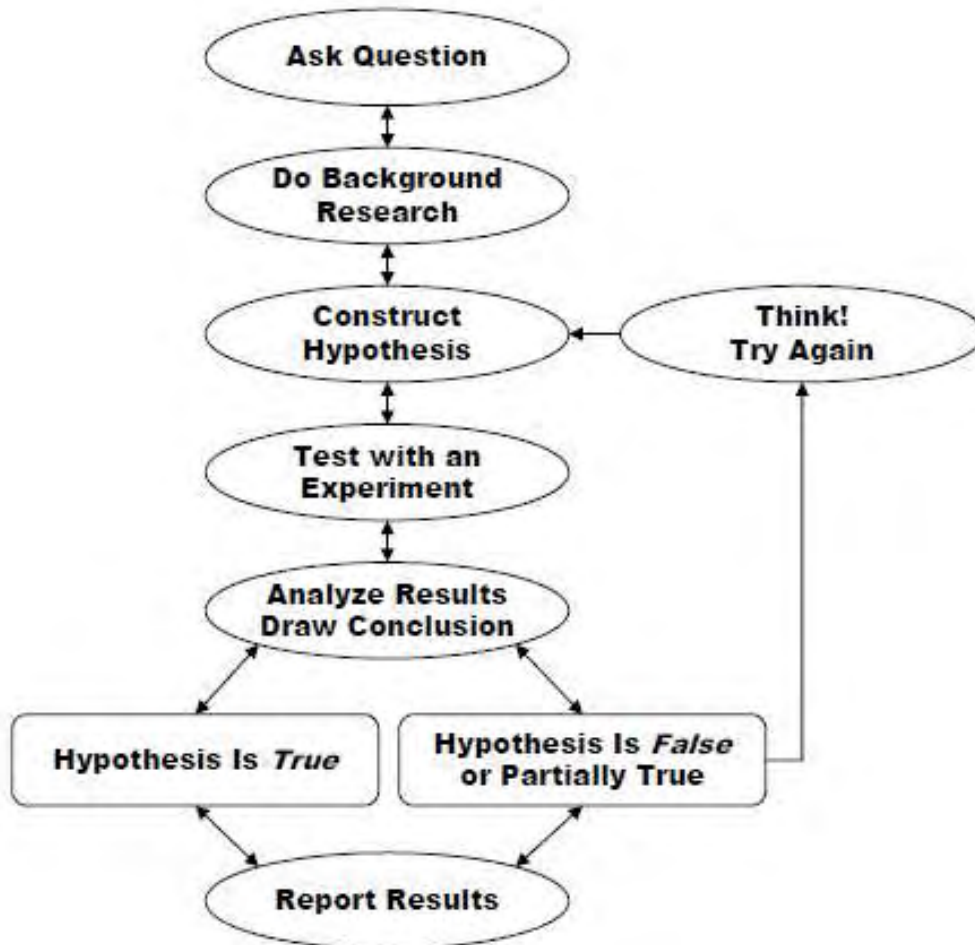 Ask Question
Do Background
Research
Construct
Hypothesis
Think!
Try Again
Test with an
Experiment
Analyze Results
Draw Conclusion
Hypothesis Is True
Hypothesis Is False
or Partially True
Report Results